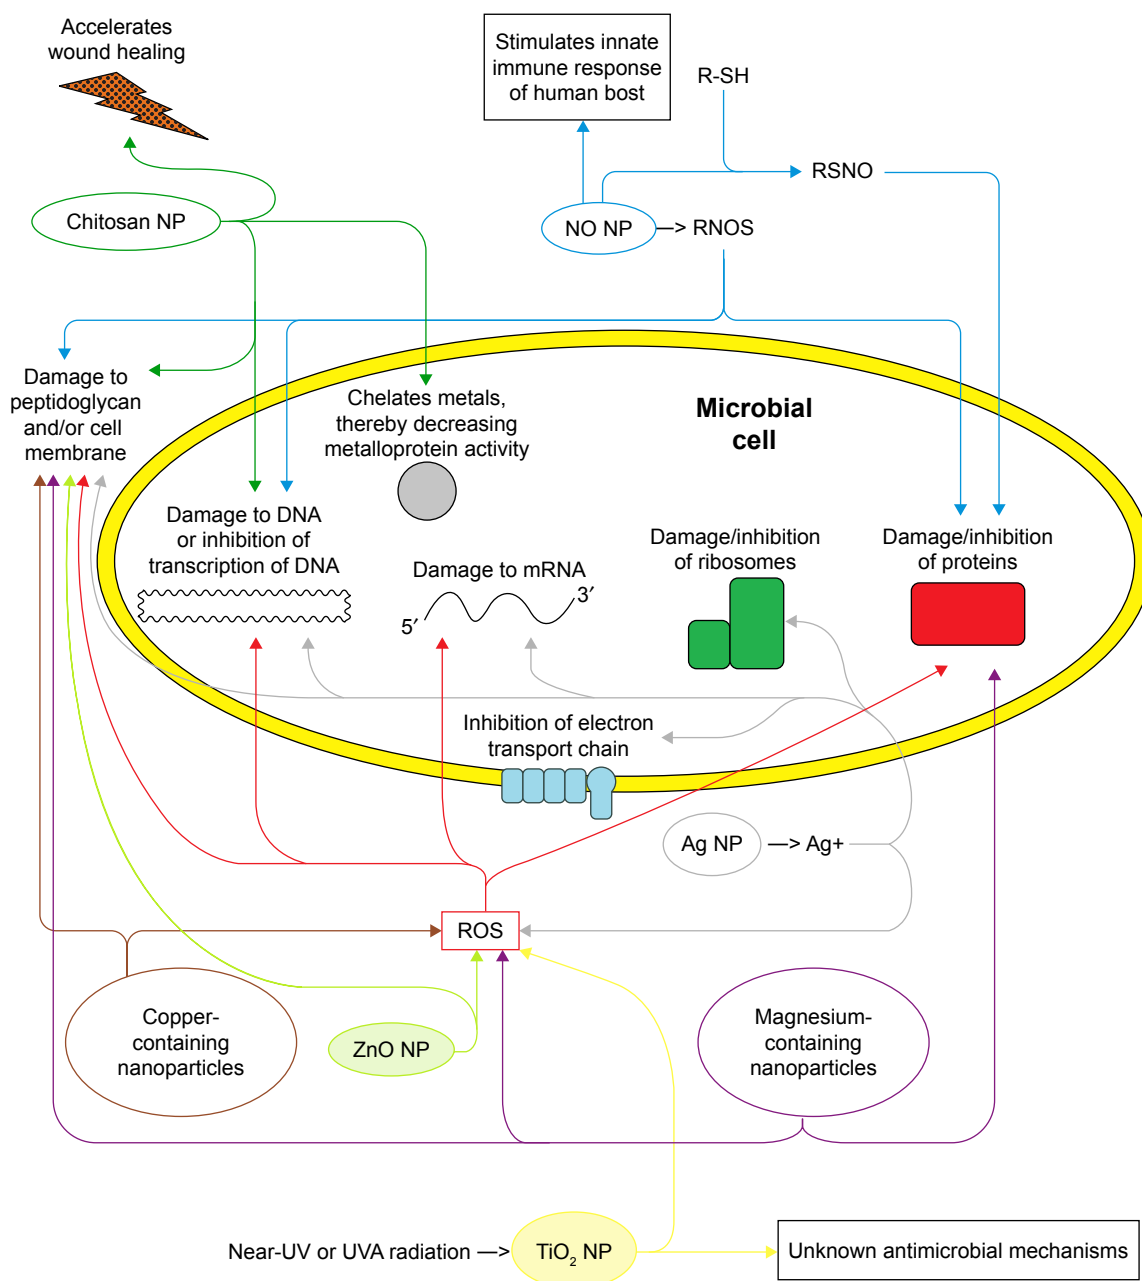 Accelerates
wound healing
Stimulates innate
immune response
of human bost
R-SH
RSNO
Chitosan NP
NO NP —> RNOS
Damage to
peptidoglycan
and/or cell
membrane
Chelates metals,
thereby decreasing
metalloprotein activity
Microbial
cell
Damage to DNA
or inhibition of
transcription of DNA
Damage to mRNA
5′
3′
Damage/inhibition
of ribosomes
Damage/inhibition
of proteins
Inhibition of electron
transport chain
Ag NP —> Ag+
ROS
Copper-
containing
nanoparticles
ZnO NP
Magnesium-
containing
nanoparticles
Near-UV or UVA radiation —> TiO₂ NP
Unknown antimicrobial mechanisms